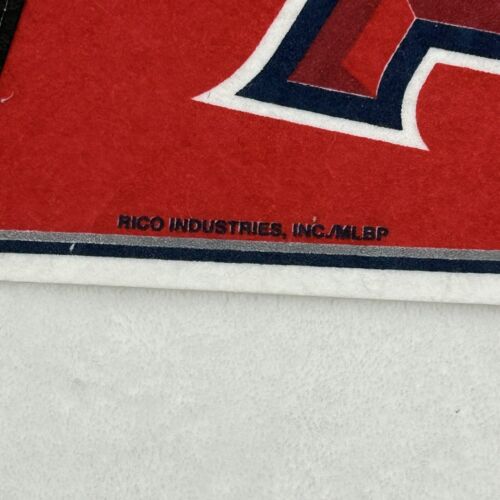 RICO INDUSTRIES, INC./MLBP